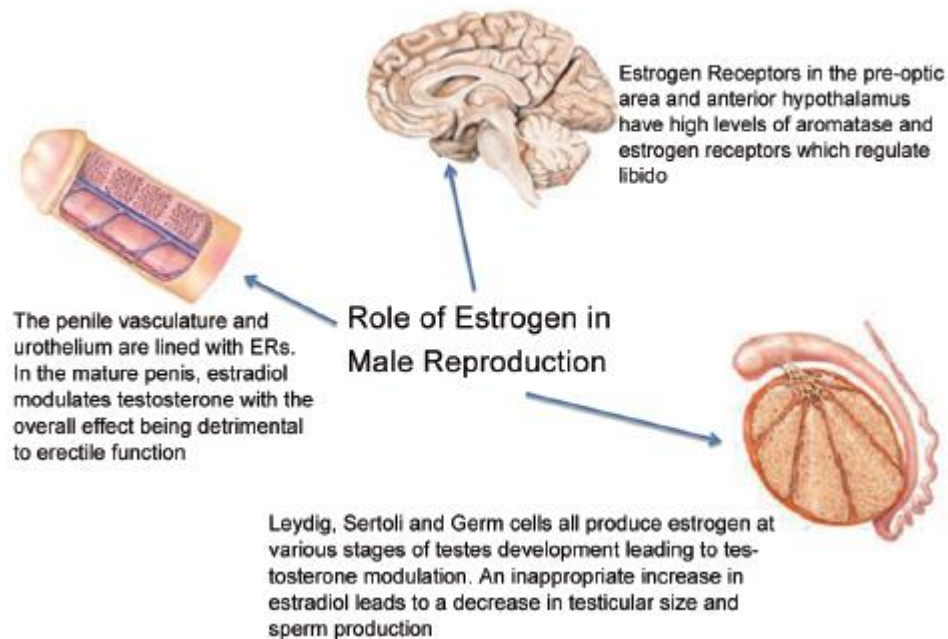 Estrogen Receptors in the pre-optic
area and anterior hypothalamus
have high levels of aromatase and
estrogen receptors which regulate
libido
Role of Estrogen in
Male Reproduction
The penile vasculature and
urothelium are lined with ERs.
In the mature penis, estradiol
modulates testosterone with the
overall effect being detrimental
to erectile function
Leydig, Sertoli and Germ cells all produce estrogen at
various stages of testes development leading to tes-
tosterone modulation. An inappropriate increase in
estradiol leads to a decrease in testicular size and
sperm production